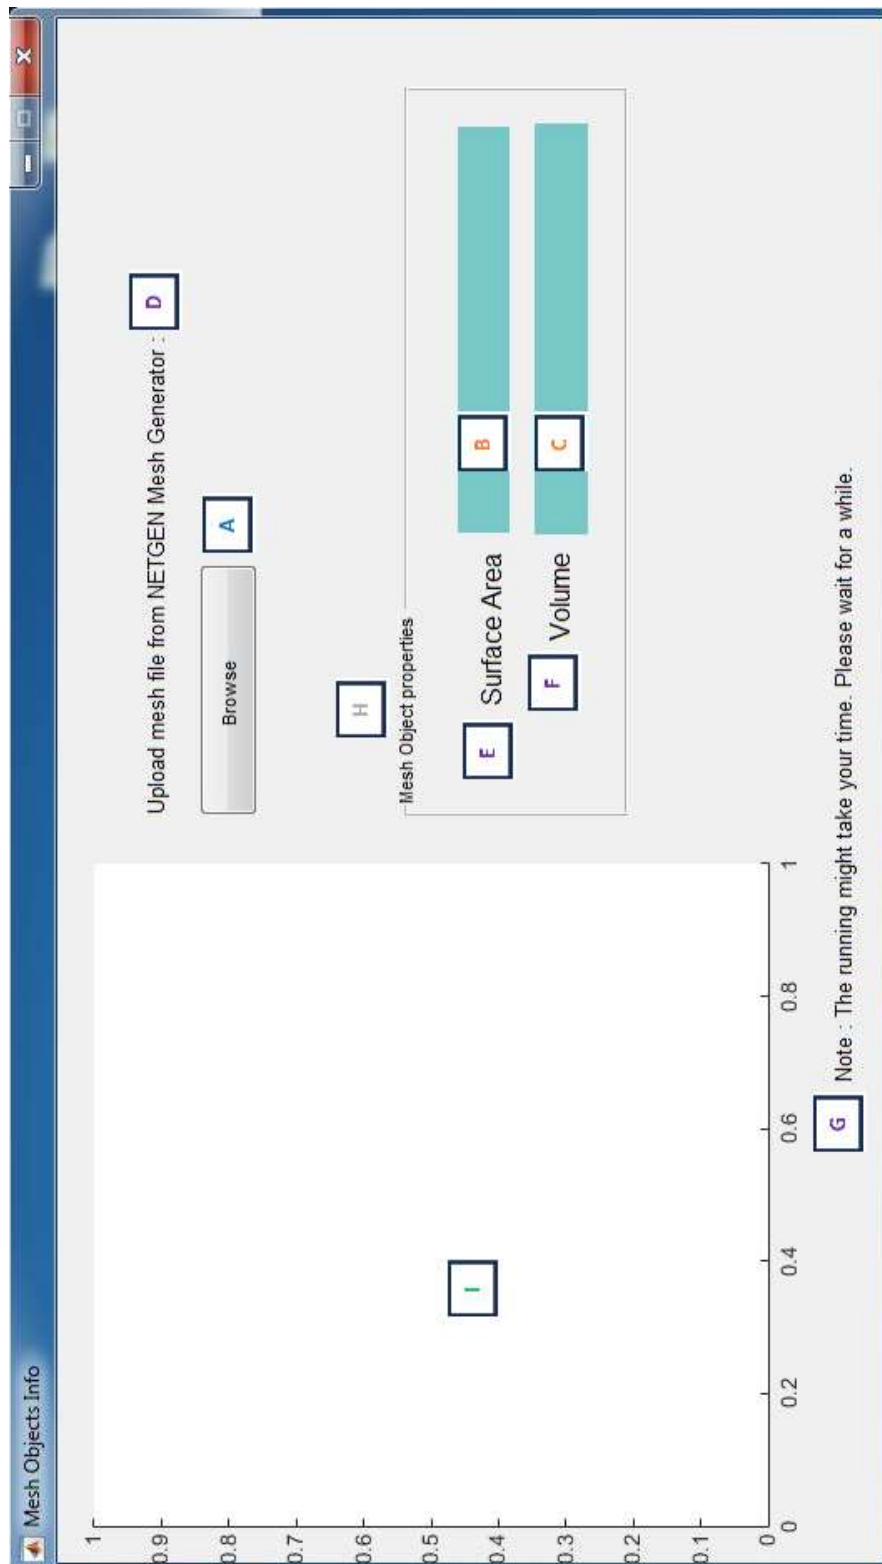 Mesh Objects Info
Upload mesh file from NETGEN Mesh Generator :
D
Browse
A
H
Mesh Object properties
E
Surface Area
B
F
Volume
C
I
1
0.9
0.8
0.7
0.6
0.5
0.4
0.3
0.2
0.1
0
0
0.2
0.4
0.6
0.8
1
G
Note : The running might take your time. Please wait for a while.